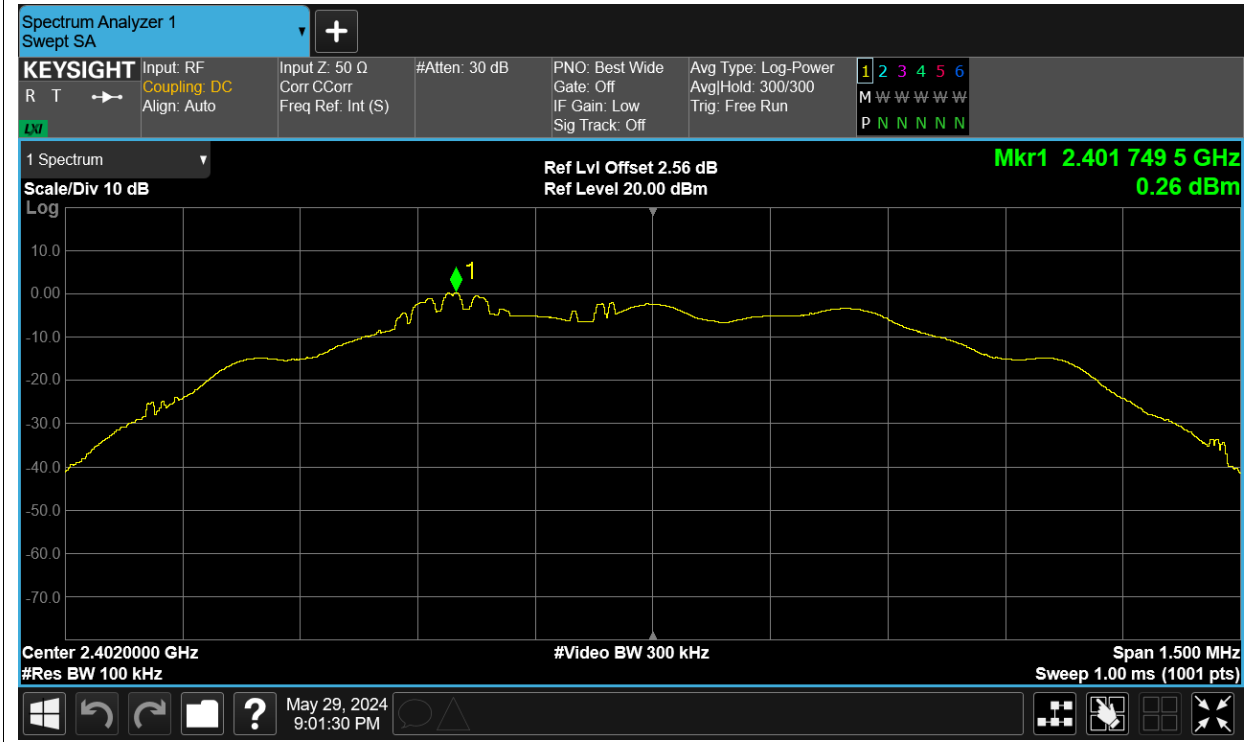 Spectrum Analyzer 1
Swept SA
+
KEYSIGHT
R T
LXI
Input: RF
Coupling: DC
Align: Auto
Input Z: 50 Ω
Corr CCorr
Freq Ref: Int (S)
#Atten: 30 dB
PNO: Best Wide
Gate: Off
IF Gain: Low
Sig Track: Off
Avg Type: Log-Power
Avg|Hold: 300/300
Trig: Free Run
1 2 3 4 5 6
M W W W W W
P N N N N N
1 Spectrum
Scale/Div 10 dB
Log
Ref Lvl Offset 2.56 dB
Ref Level 20.00 dBm
Mkr1 2.401 749 5 GHz
0.26 dBm
1
10.0
0.00
-10.0
-20.0
-30.0
-40.0
-50.0
-60.0
-70.0
Center 2.4020000 GHz
#Video BW 300 kHz
Span 1.500 MHz
#Res BW 100 kHz
Sweep 1.00 ms (1001 pts)
?
May 29, 2024
9:01:30 PM